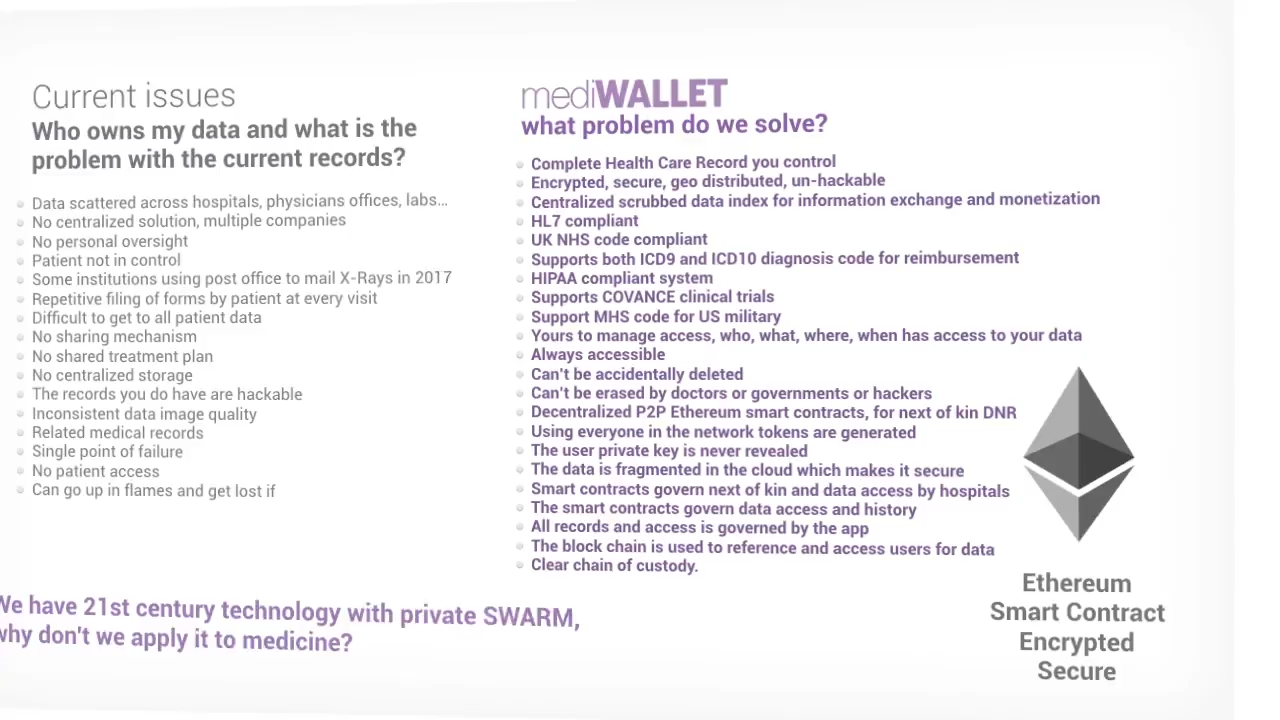 Current issues
Who owns my data and what is the
problem with the current records?
Data scattered across hospitals, physicians offices, labs...
No centralized solution, multiple companies
No personal oversight
Patient not in control
Some institutions using post office to mail X-Rays in 2017
Repetitive filing of forms by patient at every visit
Difficult to get to all patient data
No sharing mechanism
No shared treatment plan
No centralized storage
The records you do have are hackable
Inconsistent data image quality
Related medical records
Single point of failure
No patient access
Can go up in flames and get lost if
mediWALLET
what problem do we solve?
Complete Health Care Record you control
Encrypted, secure, geo distributed, un-hackable
Centralized scrubbed data index for information exchange and monetization
HL7 compliant
UK NHS code compliant
Supports both ICD9 and ICD10 diagnosis code for reimbursement
HIPAA compliant system
Supports COVANCE clinical trials
Support MHS code for US military
Yours to manage access, who, what, where, when has access to your data
Always accessible
Can't be accidentally deleted
Can't be erased by doctors or governments or hackers
Decentralized P2P Ethereum smart contracts, for next of kin DNR
Using everyone in the network tokens are generated
The user private key is never revealed
The data is fragmented in the cloud which makes it secure
Smart contracts govern next of kin and data access by hospitals
The smart contracts govern data access and history
All records and access is governed by the app
The block chain is used to reference and access users for data
Clear chain of custody.
We have 21st century technology with private SWARM,
why don't we apply it to medicine?
Ethereum
Smart Contract
Encrypted
Secure